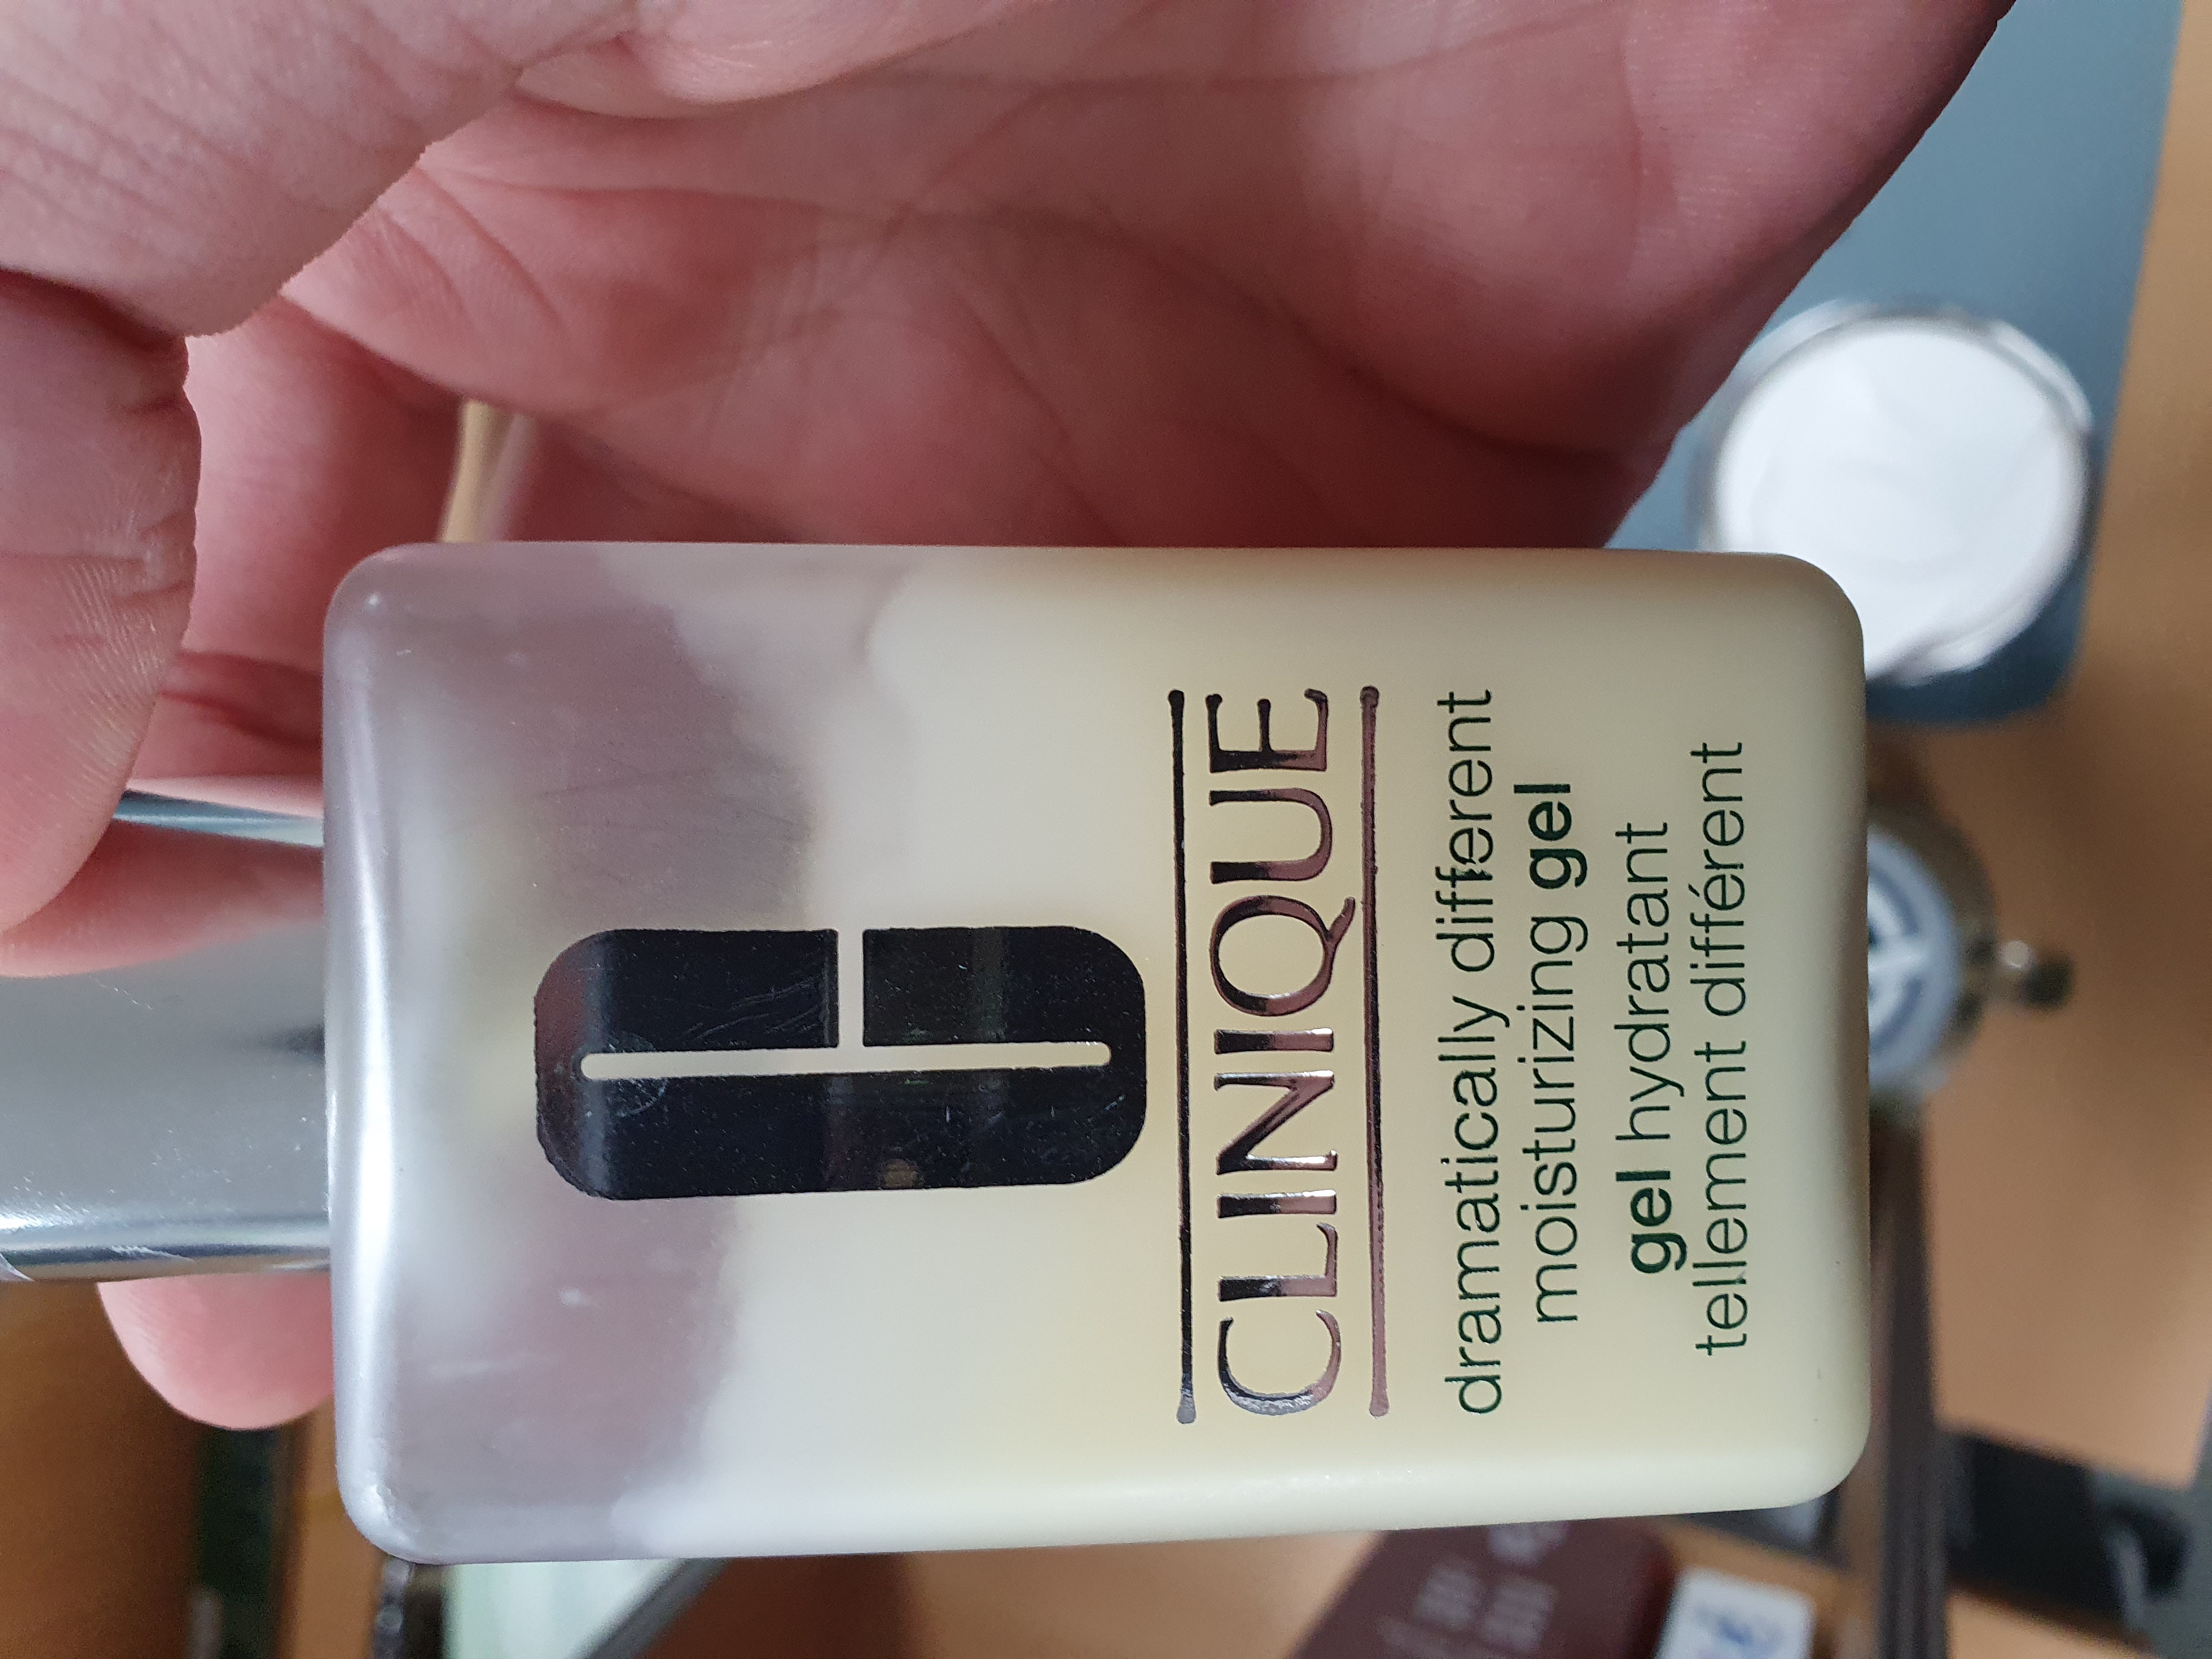 C
CLINIQUE
dramatically different
moisturizing gel
gel hydratant
tellement différent